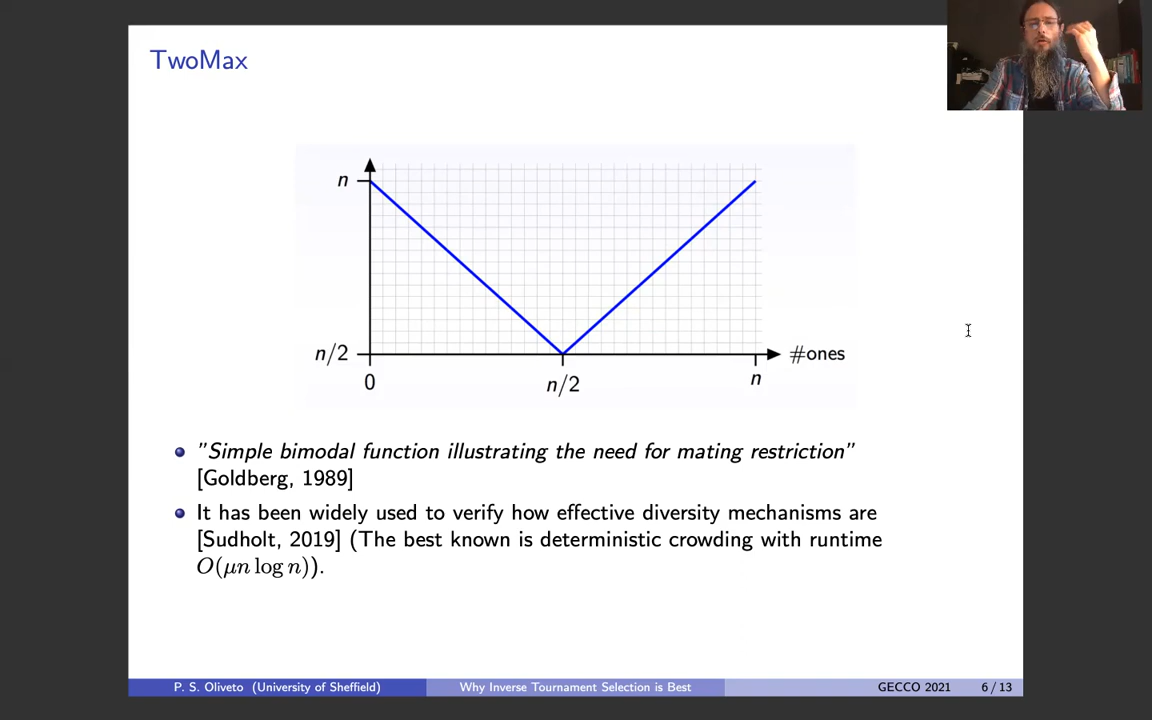 TwoMax
n
n/2
#ones
0
n/2
n
”Simple bimodal function illustrating the need for mating restriction”
[Goldberg, 1989]
It has been widely used to verify how effective diversity mechanisms are
[Sudholt, 2019] (The best known is deterministic crowding with runtime
O(μn log n)).
P. S. Oliveto (University of Sheffield)
Why Inverse Tournament Selection is Best
GECCO 2021
6 / 13